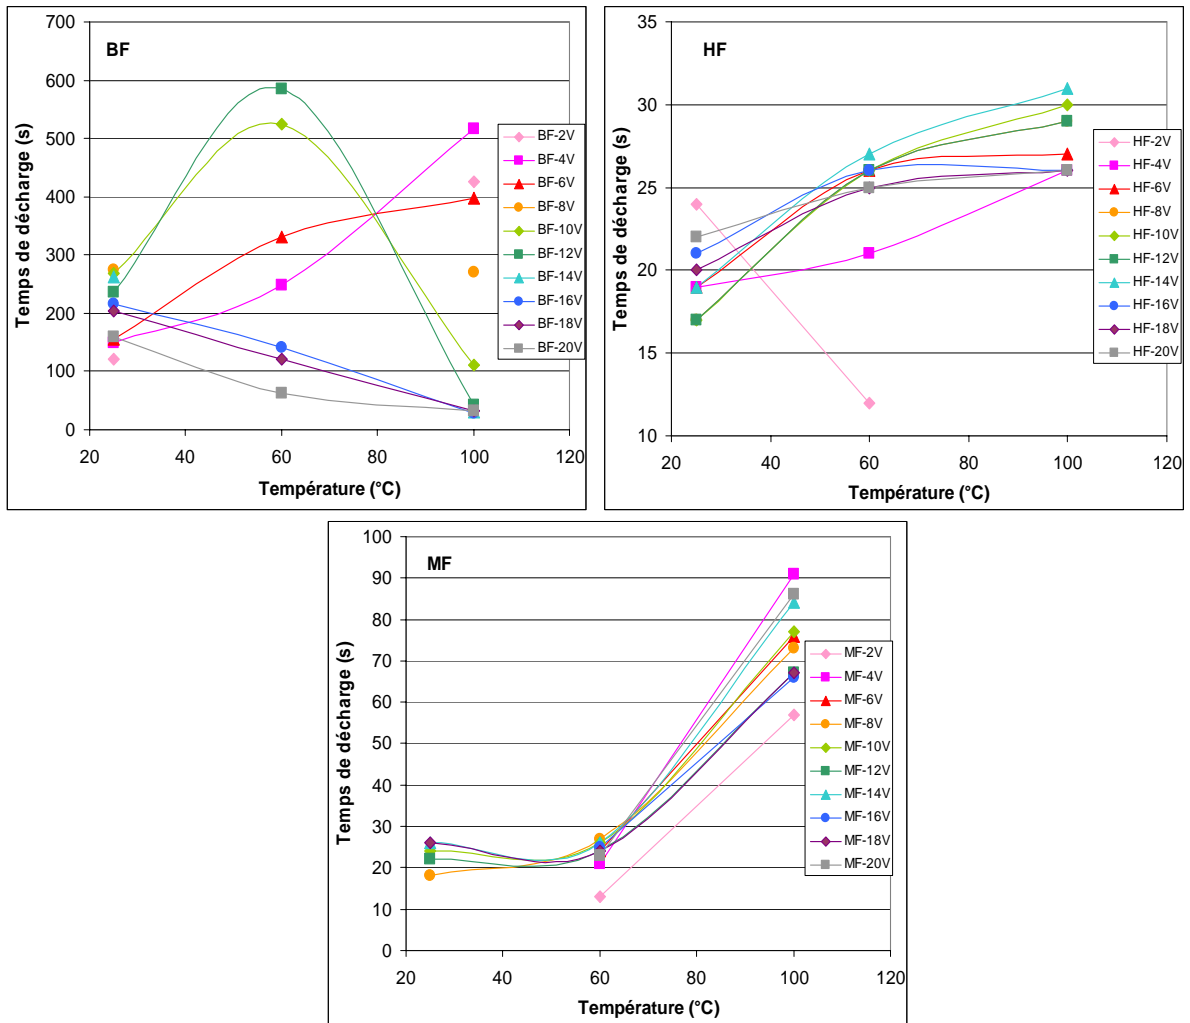 BF
Temps de décharge (s)
700
600
500
400
300
200
100
0
20
40
60
80
100
120
Température (°C)
BF-2V
BF-4V
BF-6V
BF-8V
BF-10V
BF-12V
BF-14V
BF-16V
BF-18V
BF-20V
HF
Temps de décharge (s)
35
30
25
20
15
10
20
40
60
80
100
120
Température (°C)
HF-2V
HF-4V
HF-6V
HF-8V
HF-10V
HF-12V
HF-14V
HF-16V
HF-18V
HF-20V
MF
Temps de décharge (s)
100
90
80
70
60
50
40
30
20
10
0
20
40
60
80
100
120
Température (°C)
MF-2V
MF-4V
MF-6V
MF-8V
MF-10V
MF-12V
MF-14V
MF-16V
MF-18V
MF-20V